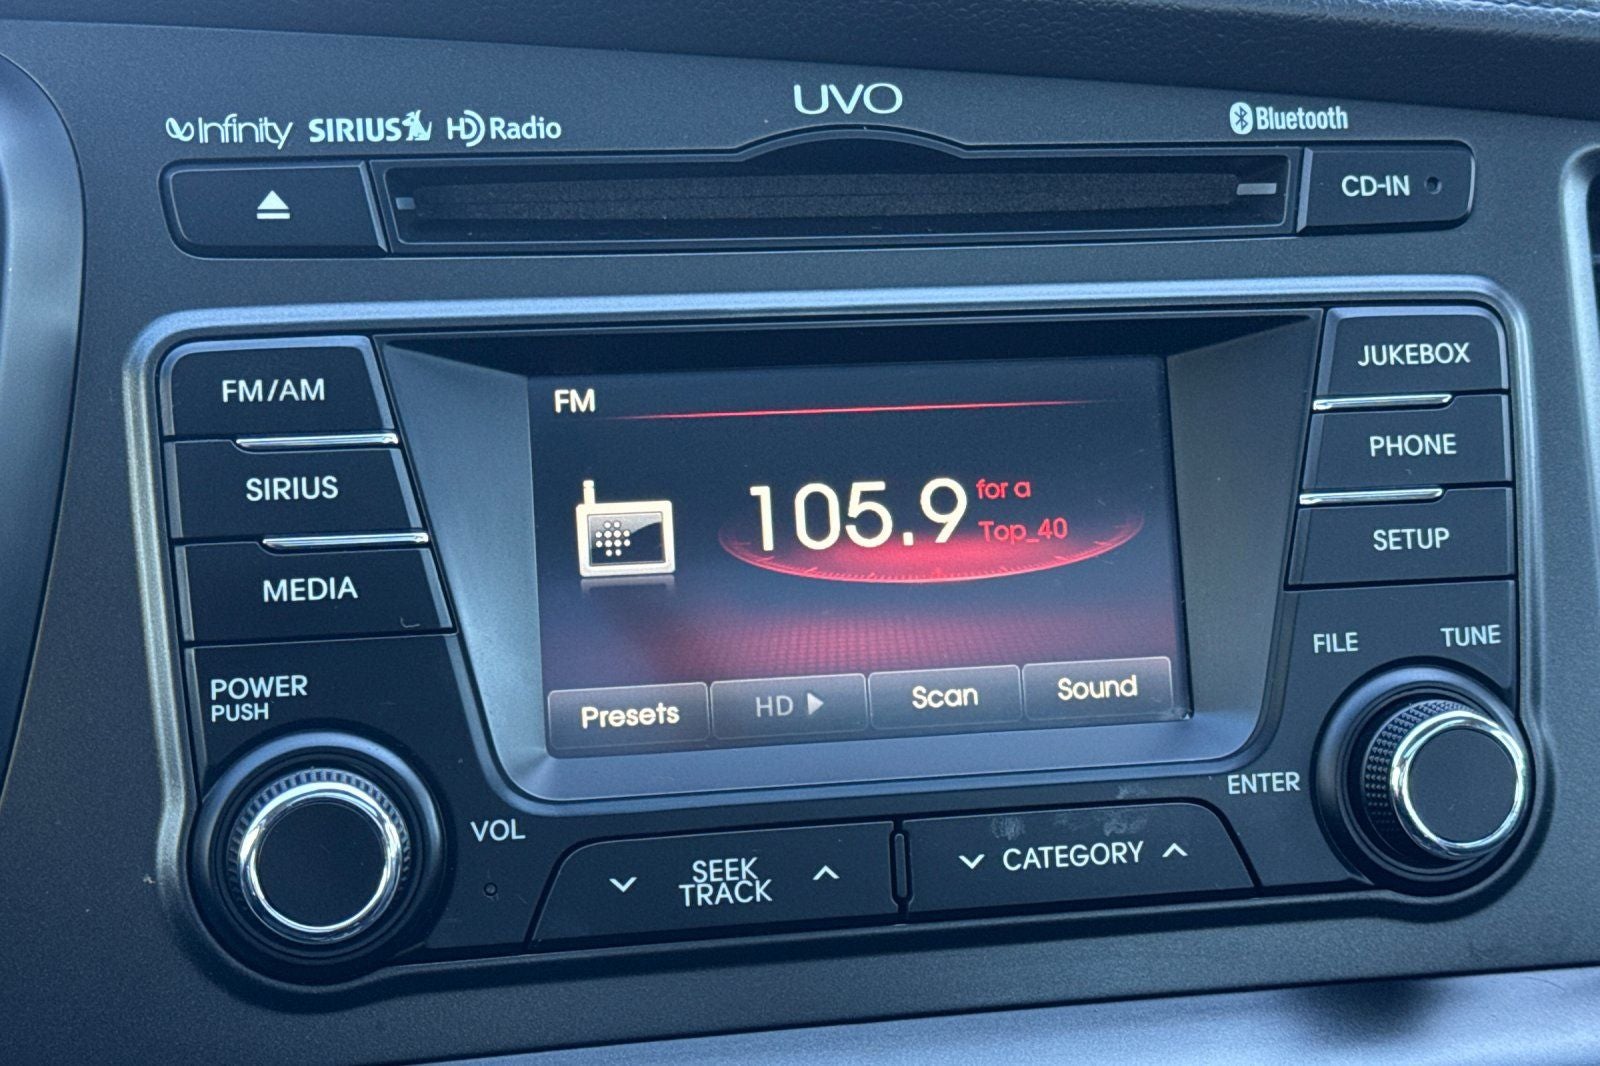 UVO
Infinity SIRIUS HD Radio
Bluetooth
CD-IN
FM/AM
SIRIUS
MEDIA
POWER
PUSH
VOL
FM
105.9
for a
Top_40
Presets
HD
Scan
Sound
JUKEBOX
PHONE
SETUP
FILE
TUNE
ENTER
SEEK
TRACK
CATEGORY